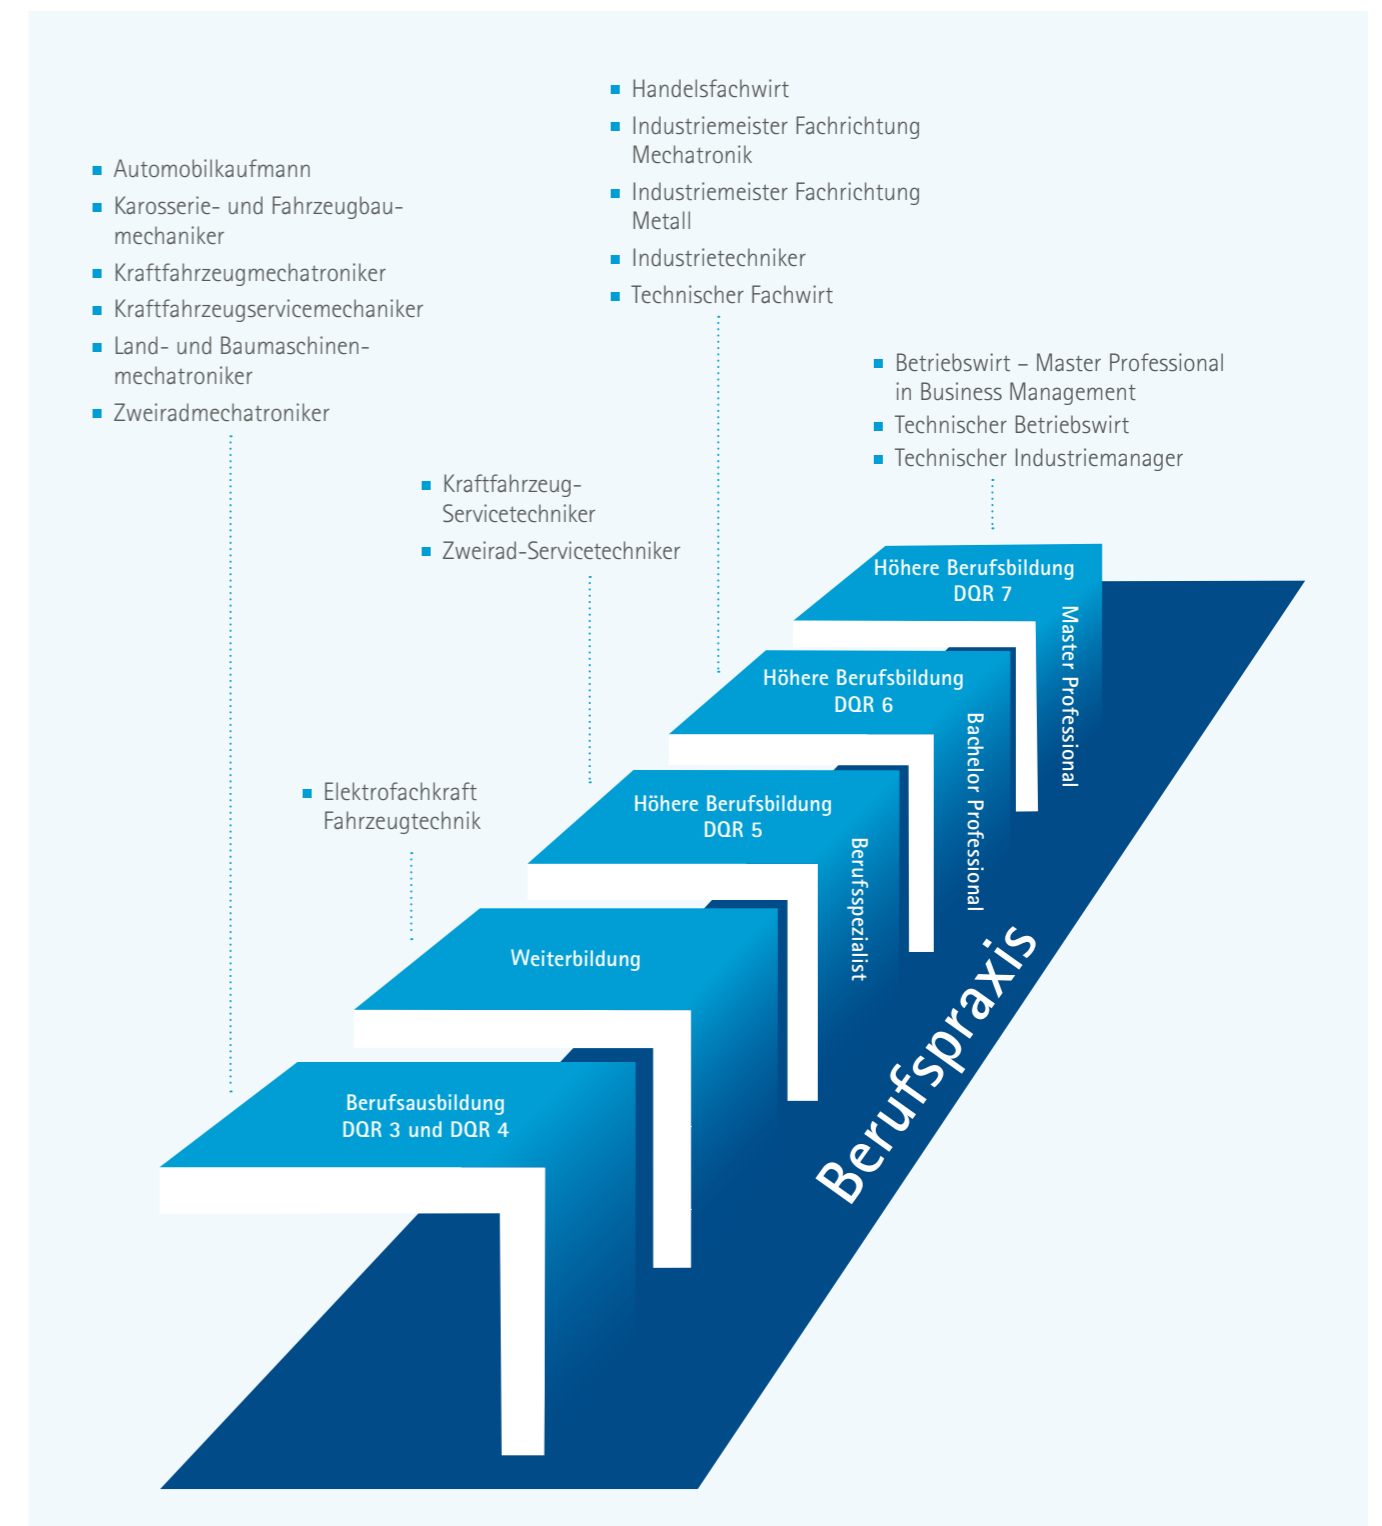 Handelsfachwirt
Industriemeister Fachrichtung
Mechatronik
Industriemeister Fachrichtung
Metall
Industrietechniker
Technischer Fachwirt
Automobilkaufmann
Karosserie- und Fahrzeugbau-
mechaniker
Kraftfahrzeugmechatroniker
Kraftfahrzeugservicemechaniker
Land- und Baumaschinen-
mechatroniker
Zweiradmechatroniker
Betriebswirt – Master Professional
in Business Management
Technischer Betriebswirt
Technischer Industriemanager
Kraftfahrzeug-
Servicetechniker
Zweirad-Servicetechniker
Elektrofachkraft
Fahrzeugtechnik
Höhere Berufsbildung
DQR 7
Master Professional
Höhere Berufsbildung
DQR 6
Bachelor Professional
Höhere Berufsbildung
DQR 5
Berufsspezialist
Weiterbildung
Berufsausbildung
DQR 3 und DQR 4
Berufspraxis